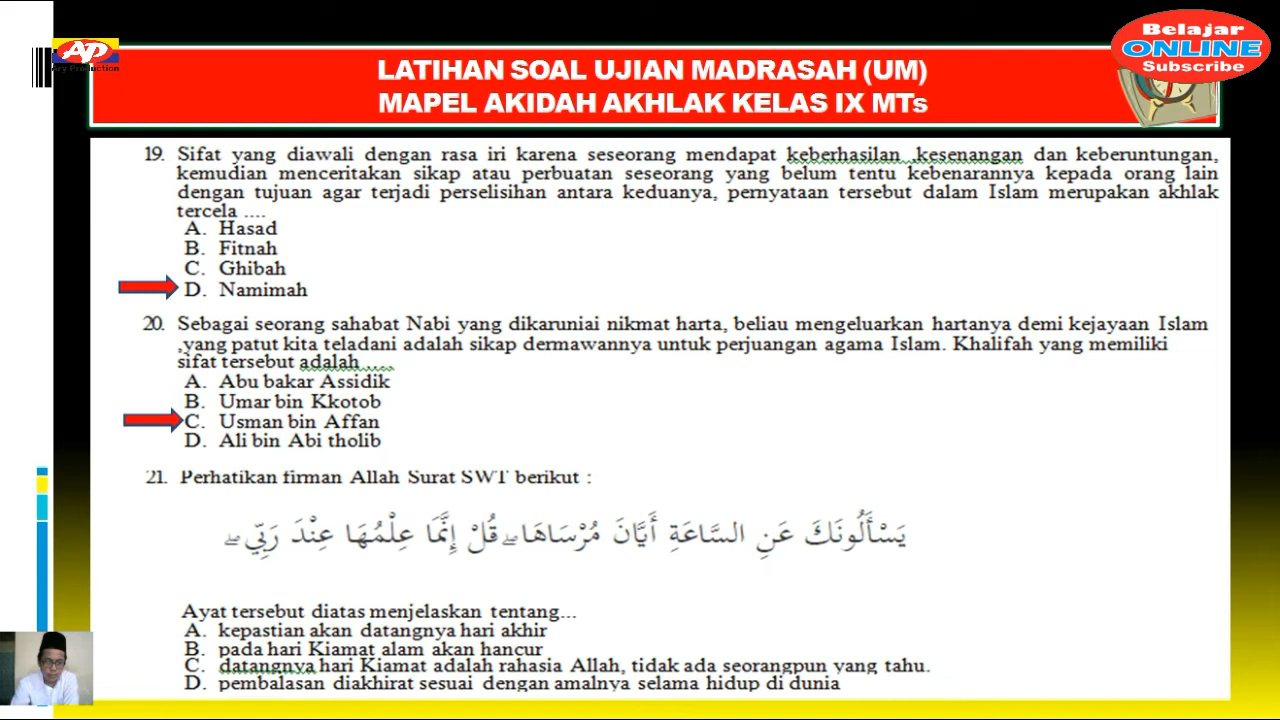 Belajar
ONLINE
Subscribe
AP
Ary Production
LATIHAN SOAL UJIAN MADRASAH (UM)
MAPEL AKIDAH AKHLAK KELAS IX MTs
19. Sifat yang diawali dengan rasa iri karena seseorang mendapat keberhasilan ,kesenangan dan keberuntungan,
kemudian menceritakan sikap atau perbuatan seseorang yang belum tentu kebenarannya kepada orang lain
dengan tujuan agar terjadi perselisihan antara keduanya, pernyataan tersebut dalam Islam merupakan akhlak
tercela ....
A. Hasad
B. Fitnah
C. Ghibah
D. Namimah
20. Sebagai seorang sahabat Nabi yang dikaruniai nikmat harta, beliau mengeluarkan hartanya demi kejayaan Islam
,yang patut kita teladani adalah sikap dermawannya untuk perjuangan agama Islam. Khalifah yang memiliki
sifat tersebut adalah .....
A. Abu bakar Assidik
B. Umar bin Kkotob
C. Usman bin Affan
D. Ali bin Abi tholib
21. Perhatikan firman Allah Surat SWT berikut :
يَسْأَلُونَكَ عَنِ السَّاعَةِ أَيَّانَ مُرْسَاهَا ۖ قُلْ إِنَّمَا عِلْمُهَا عِنْدَ رَبِّي ۖ
Ayat tersebut diatas menjelaskan tentang...
A. kepastian akan datangnya hari akhir
B. pada hari Kiamat alam akan hancur
C. datangnya hari Kiamat adalah rahasia Allah, tidak ada seorangpun yang tahu.
D. pembalasan diakhirat sesuai dengan amalnya selama hidup di dunia